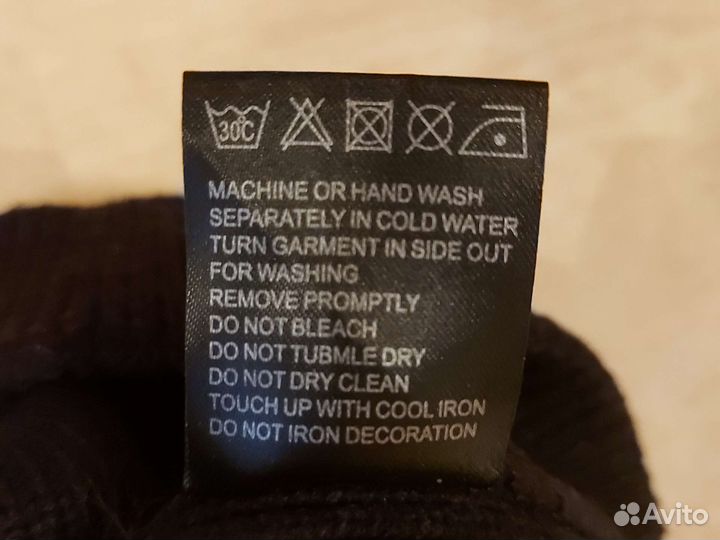 30C
MACHINE OR HAND WASH
SEPARATELY IN COLD WATER
TURN GARMENT IN SIDE OUT
FOR WASHING
REMOVE PROMPTLY
DO NOT BLEACH
DO NOT TUBMLE DRY
DO NOT DRY CLEAN
TOUCH UP WITH COOL IRON
DO NOT IRON DECORATION
Avito